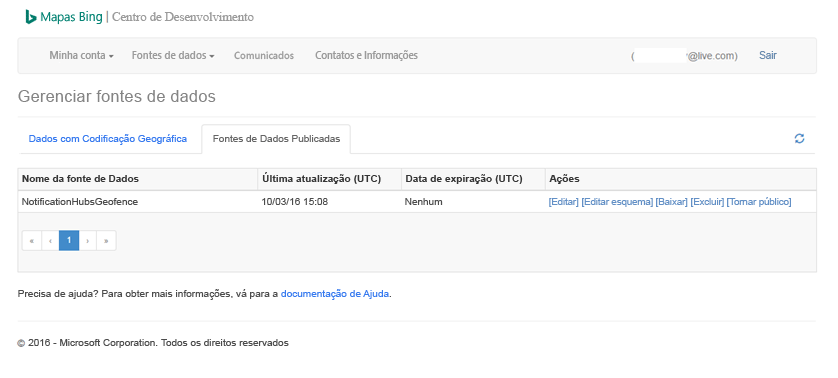 Mapas Bing | Centro de Desenvolvimento
Minha conta Fontes de dados Comunicados Contatos e Informações ( @live.com) Sair
Gerenciar fontes de dados
Dados com Codificação Geográfica Fontes de Dados Publicadas
Nome da fonte de Dados Última atualização (UTC) Data de expiração (UTC) Ações
NotificationHubsGeofence 10/03/16 15:08 Nenhum [Editar] [Editar esquema] [Baixar] [Excluir] [Tornar público]
« ‹ 1 › »
Precisa de ajuda? Para obter mais informações, vá para a documentação de Ajuda.
© 2016 - Microsoft Corporation. Todos os direitos reservados